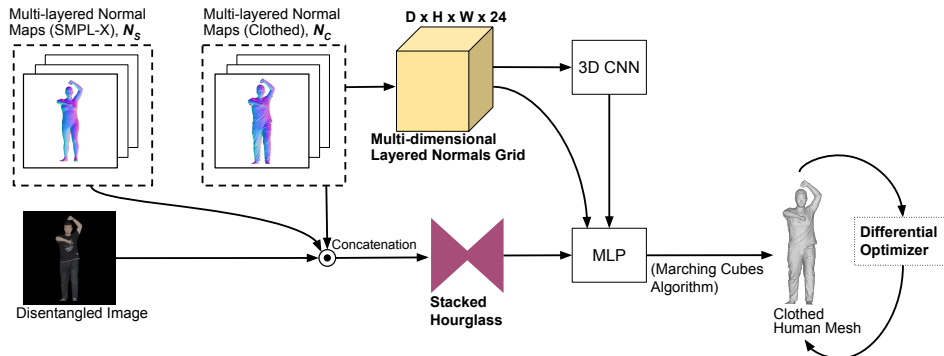 Multi-layered Normal
Maps (SMPL-X), N_S
Multi-layered Normal
Maps (Clothed), N_C
D x H x W x 24
3D CNN
Multi-dimensional
Layered Normals Grid
Concatenation
Disentangled Image
Stacked
Hourglass
MLP
(Marching Cubes
Algorithm)
Clothed
Human Mesh
Differential
Optimizer